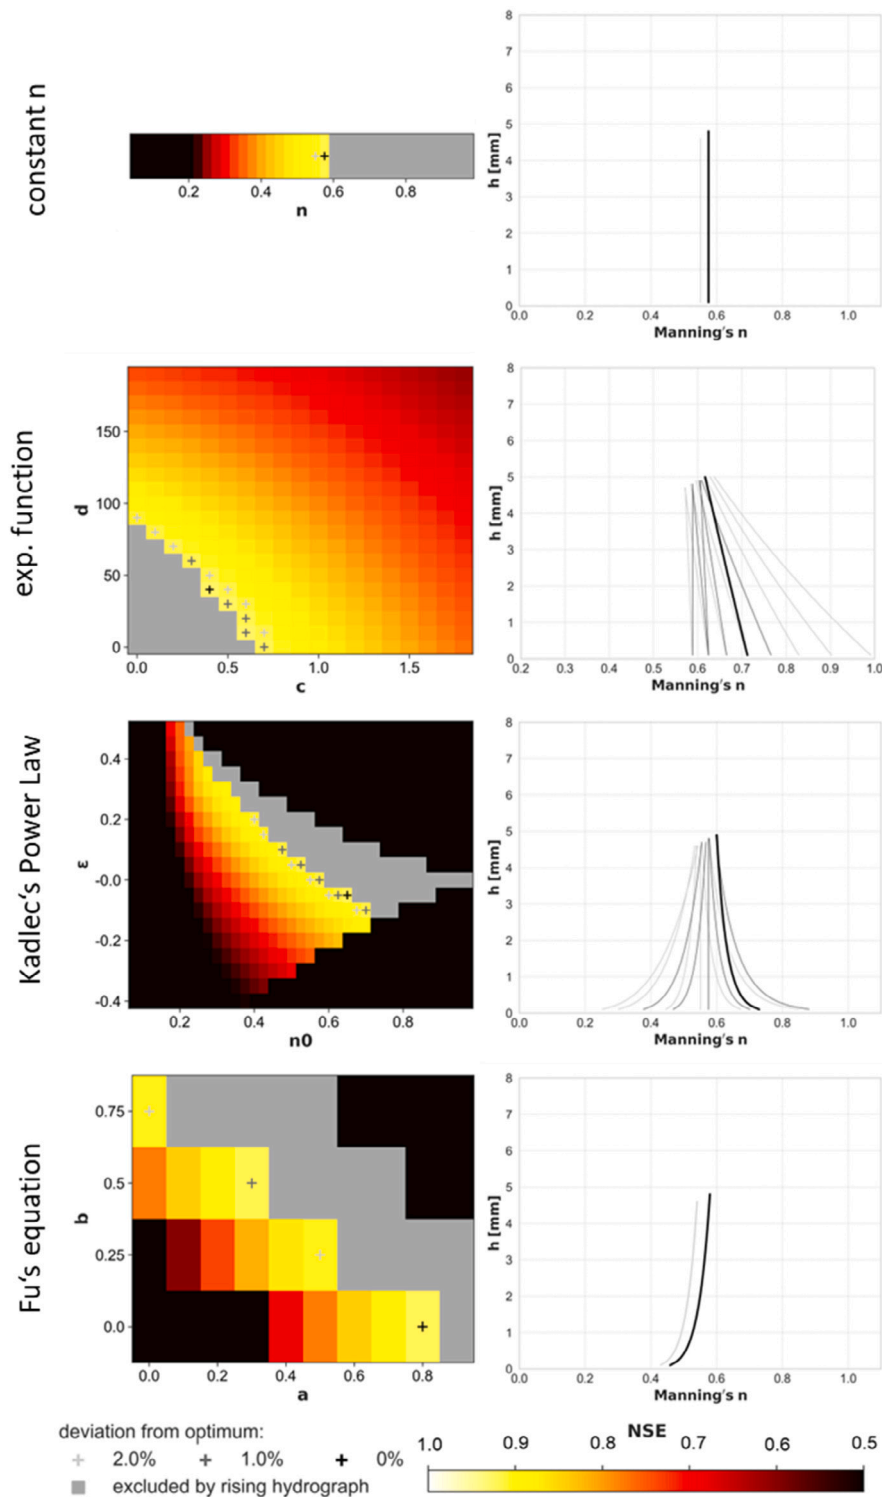 constant n
0.2 0.4 0.6 0.8
n
8
7
6
5
4
3
2
1
0
h [mm]
0.0 0.2 0.4 0.6 0.8 1.0
Manning's n
exp. function
150
100
50
0
d
0.0 0.5 1.0 1.5
c
8
7
6
5
4
3
2
1
0
h [mm]
0.2 0.3 0.4 0.5 0.6 0.7 0.8 0.9 1.0
Manning's n
Kadlec's Power Law
0.4
0.2
-0.0
-0.2
-0.4
ε
0.2 0.4 0.6 0.8
n0
8
7
6
5
4
3
2
1
0
h [mm]
0.0 0.2 0.4 0.6 0.8 1.0
Manning's n
Fu's equation
0.75
0.5
0.25
0.0
b
0.0 0.2 0.4 0.6 0.8
a
8
7
6
5
4
3
2
1
0
h [mm]
0.0 0.2 0.4 0.6 0.8 1.0
Manning's n
deviation from optimum:
+ 2.0% + 1.0% + 0%
excluded by rising hydrograph
NSE
1.0 0.9 0.8 0.7 0.6 0.5